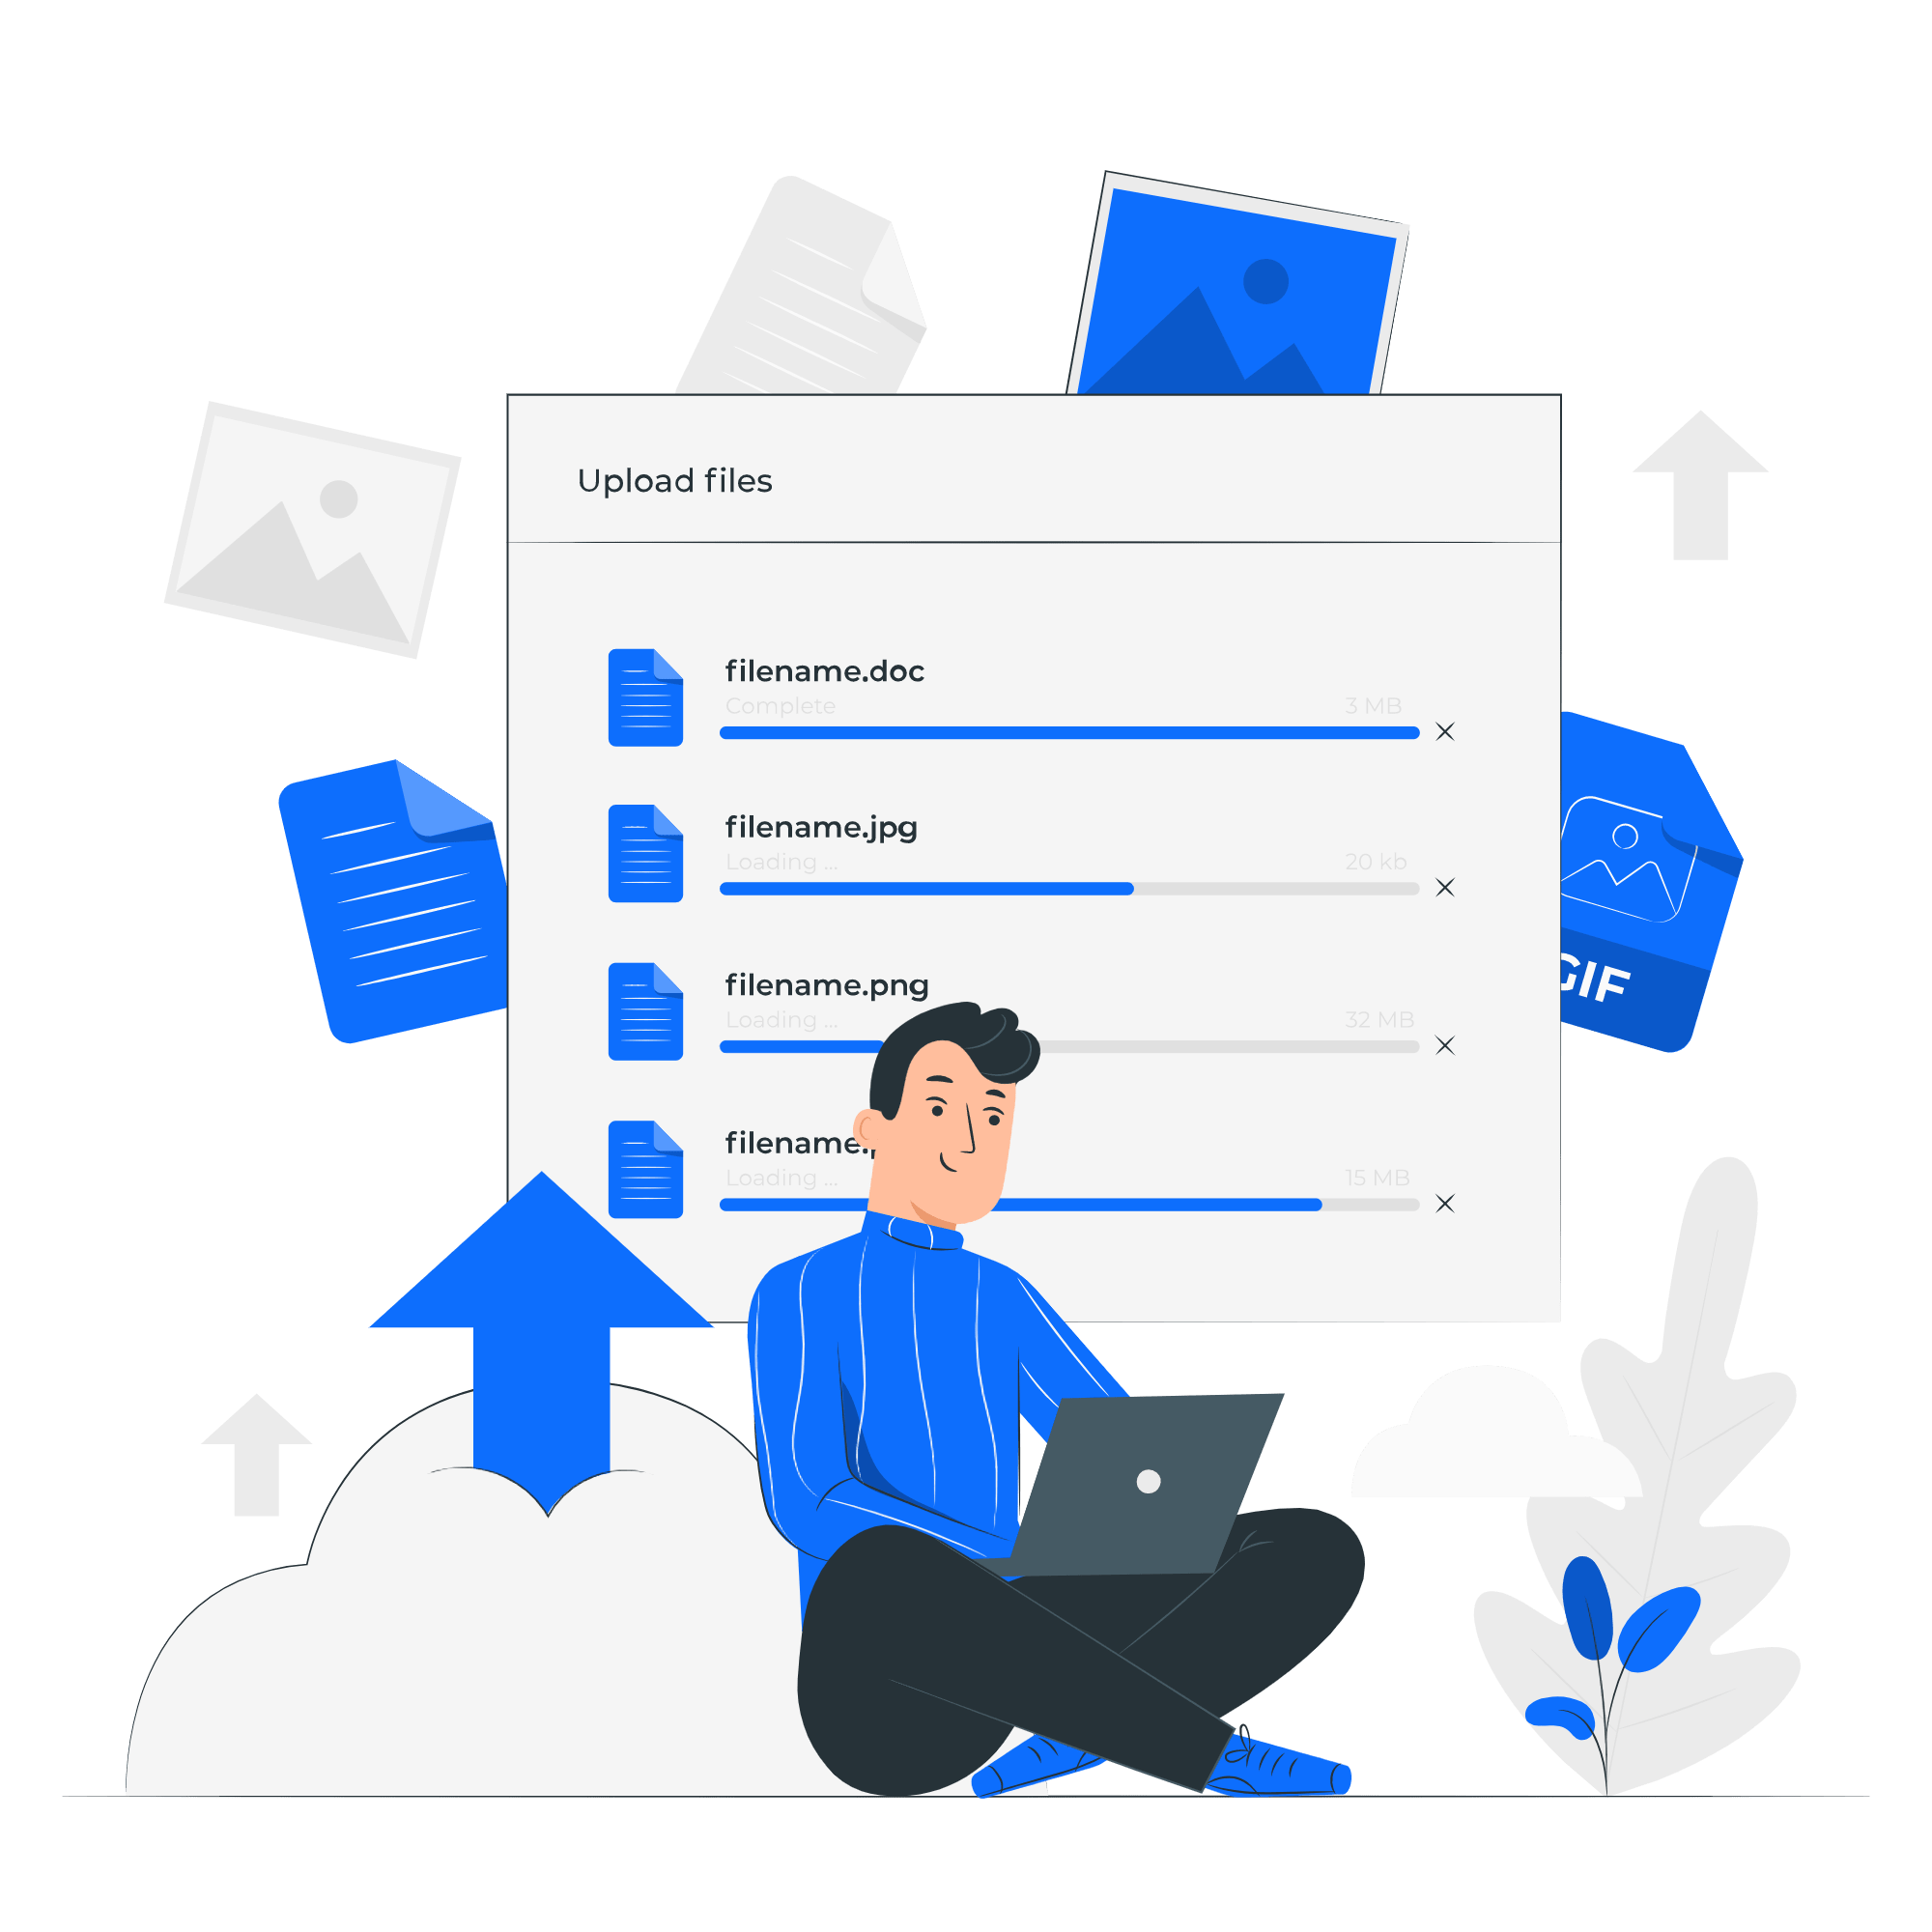 Upload files
filename.doc
Complete 3 MB
filename.jpg
Loading ... 20 kb
filename.png
Loading ... 32 MB
GIF
filename.
Loading ... 15 MB